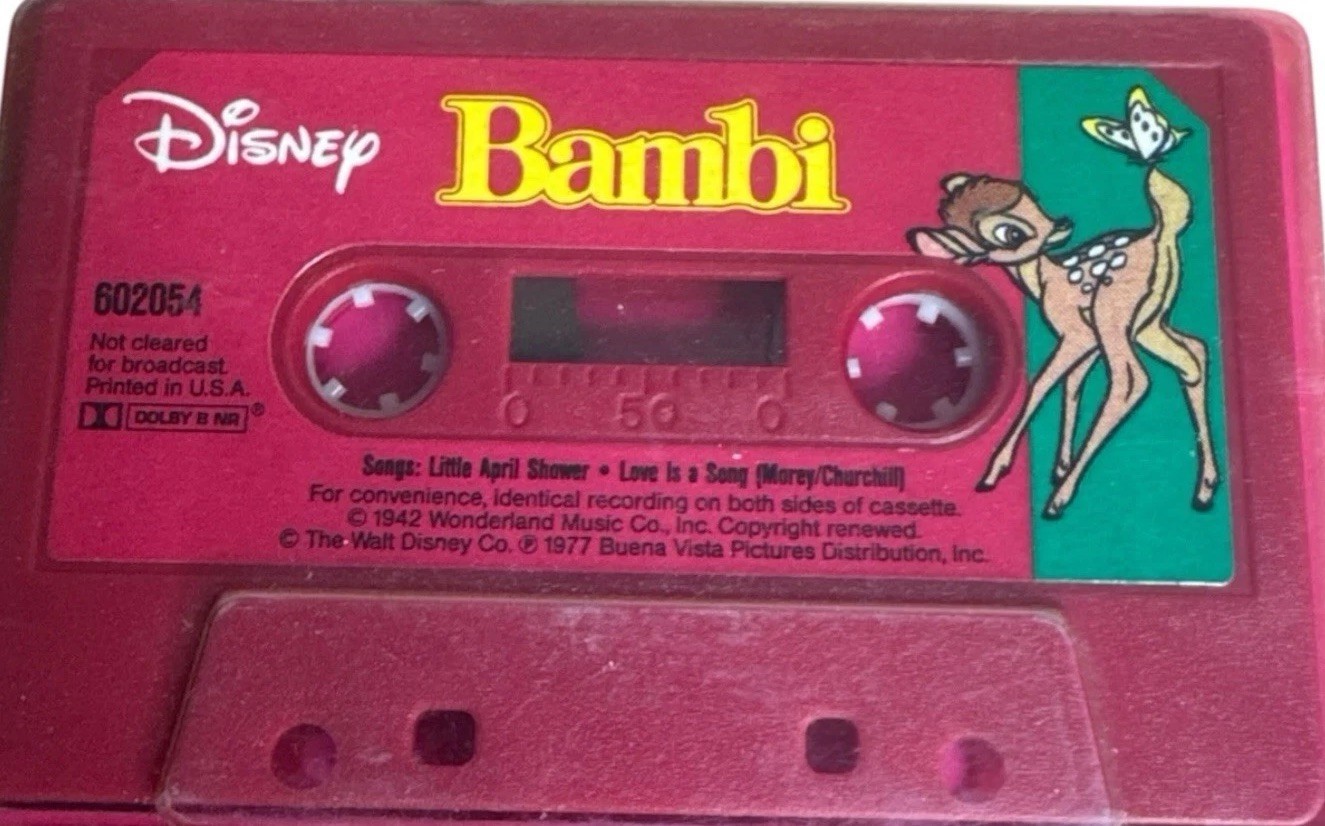 Disney
Bambi
602054
Not cleared
for broadcast.
Printed in U.S.A.
DOLBY B NR ®
0 50 0
Songs: Little April Shower • Love Is a Song (Morey/Churchill)
For convenience, identical recording on both sides of cassette.
© 1942 Wonderland Music Co., Inc. Copyright renewed.
© The Walt Disney Co. ℗ 1977 Buena Vista Pictures Distribution, Inc.